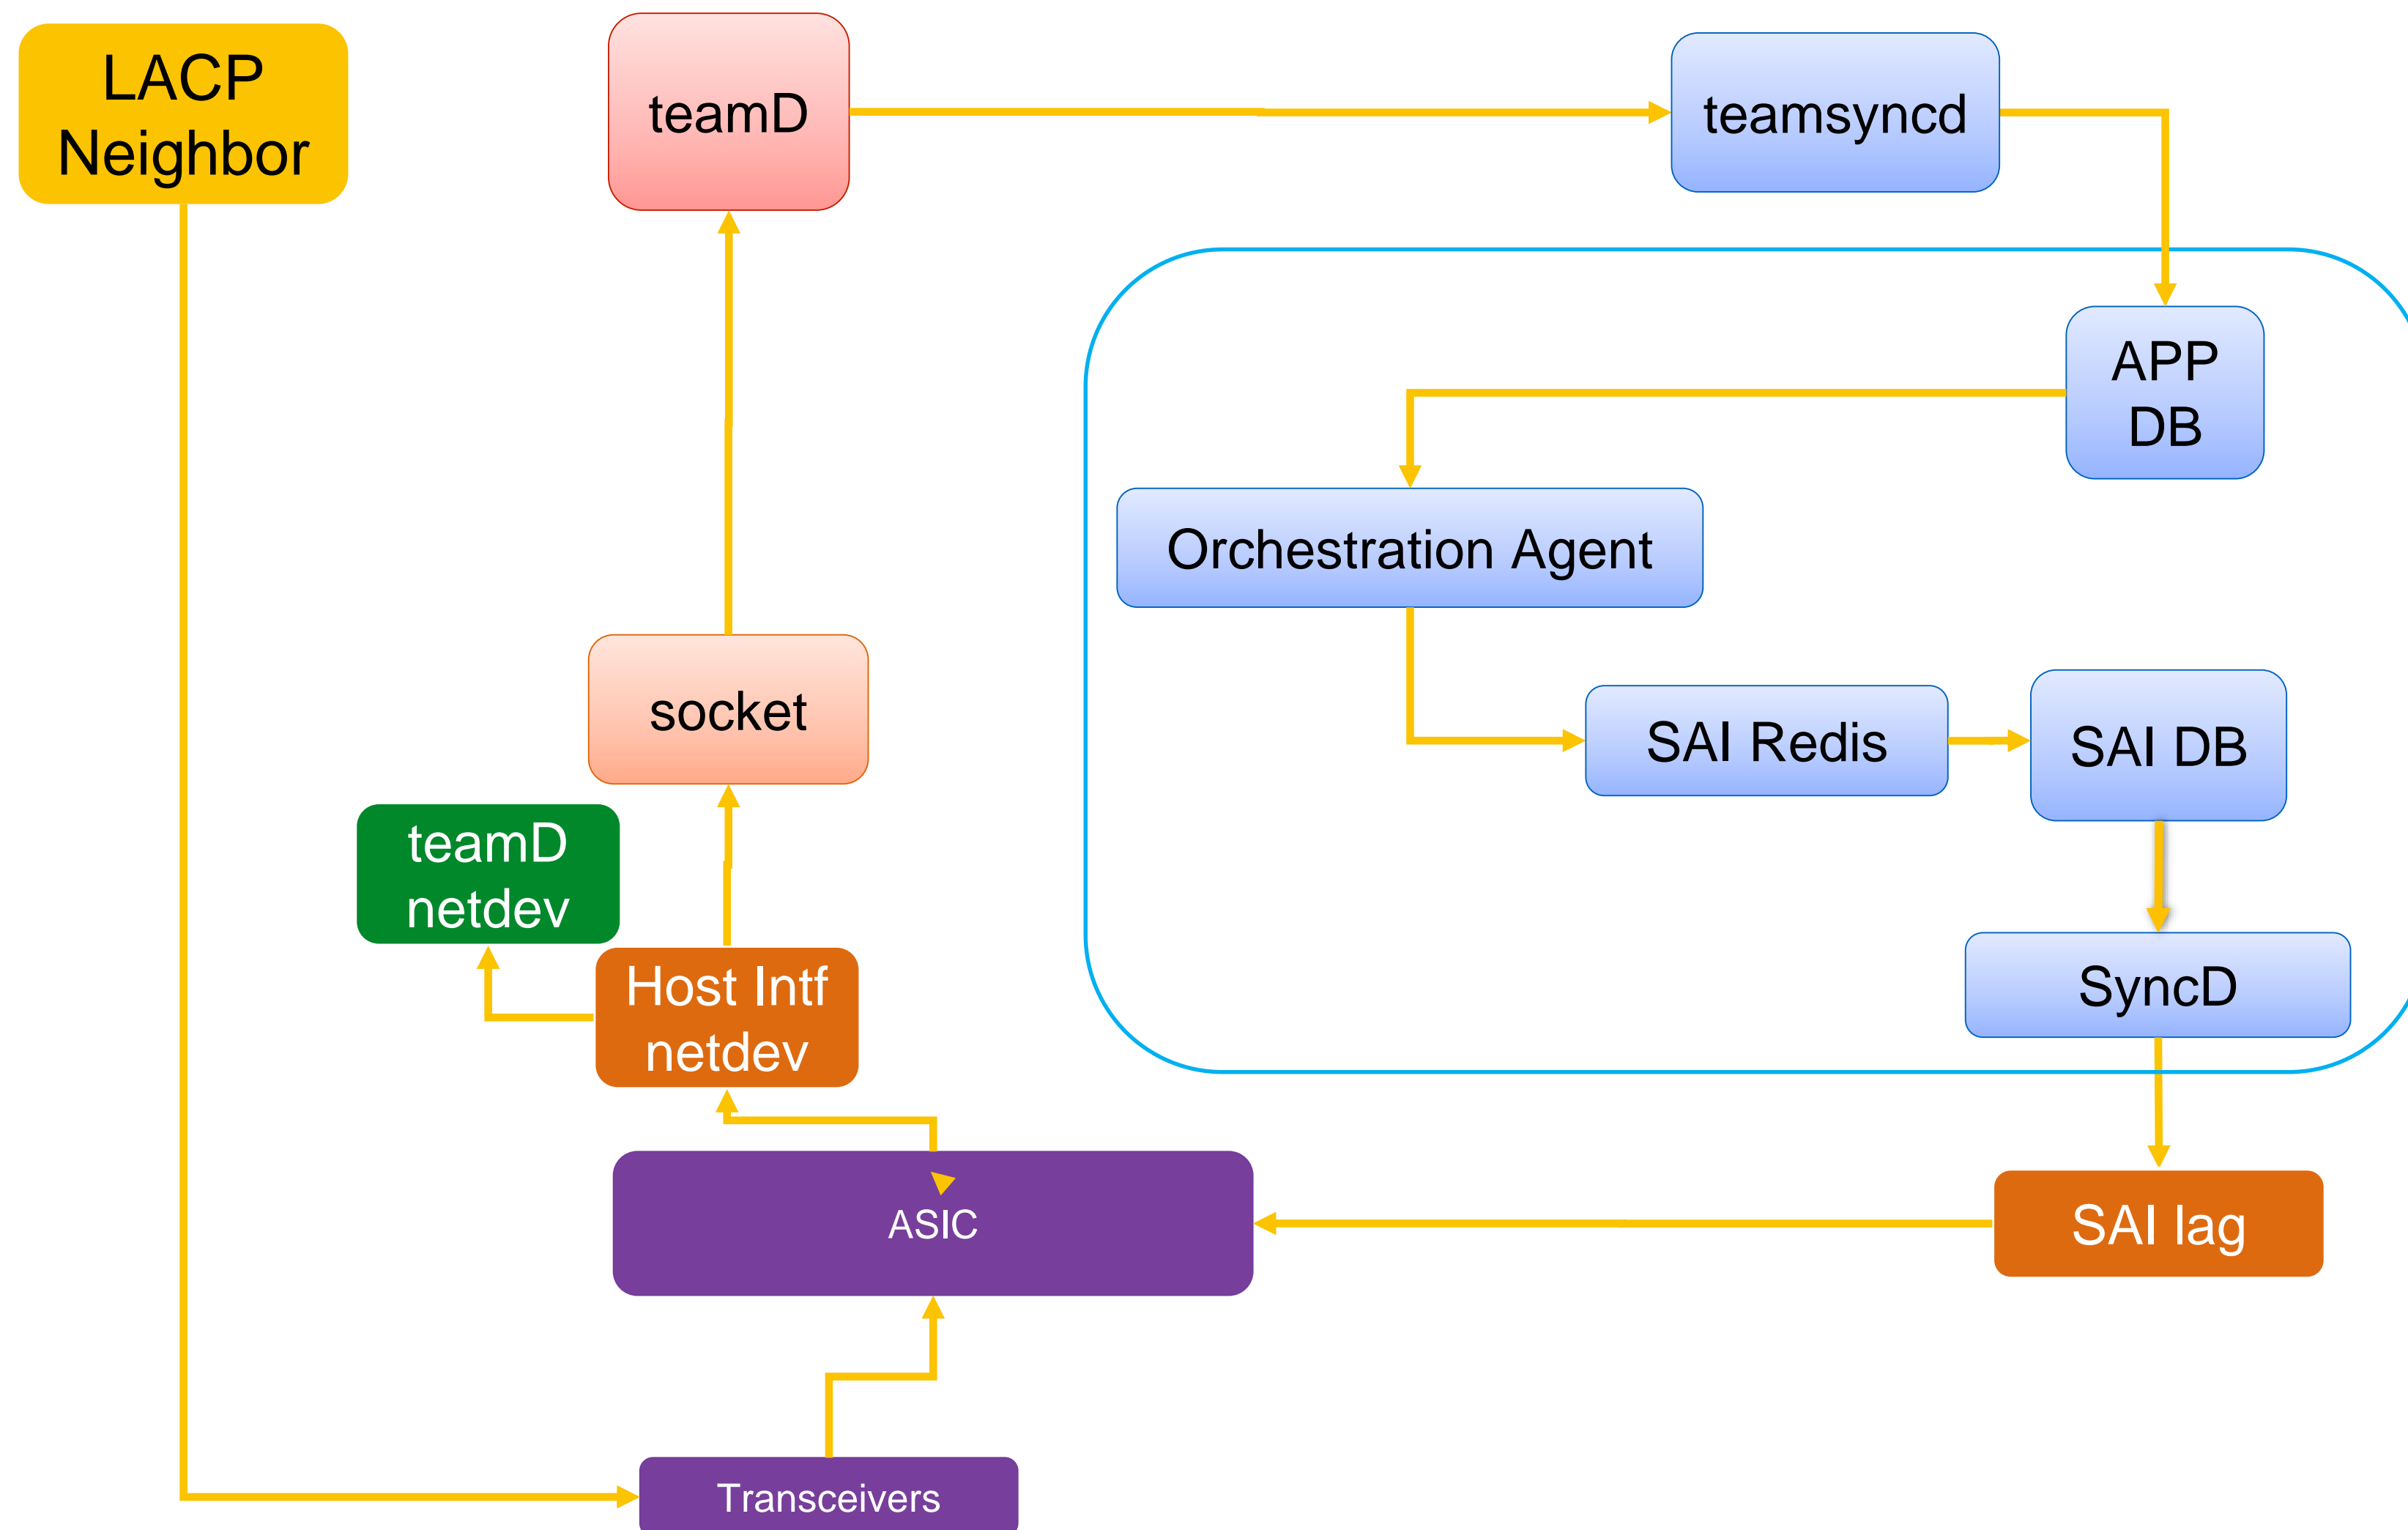 LACP
Neighbor
teamD
teamsyncd
APP
DB
Orchestration Agent
socket
SAI Redis
SAI DB
teamD
netdev
Host Intf
netdev
SyncD
ASIC
SAI lag
Transceivers